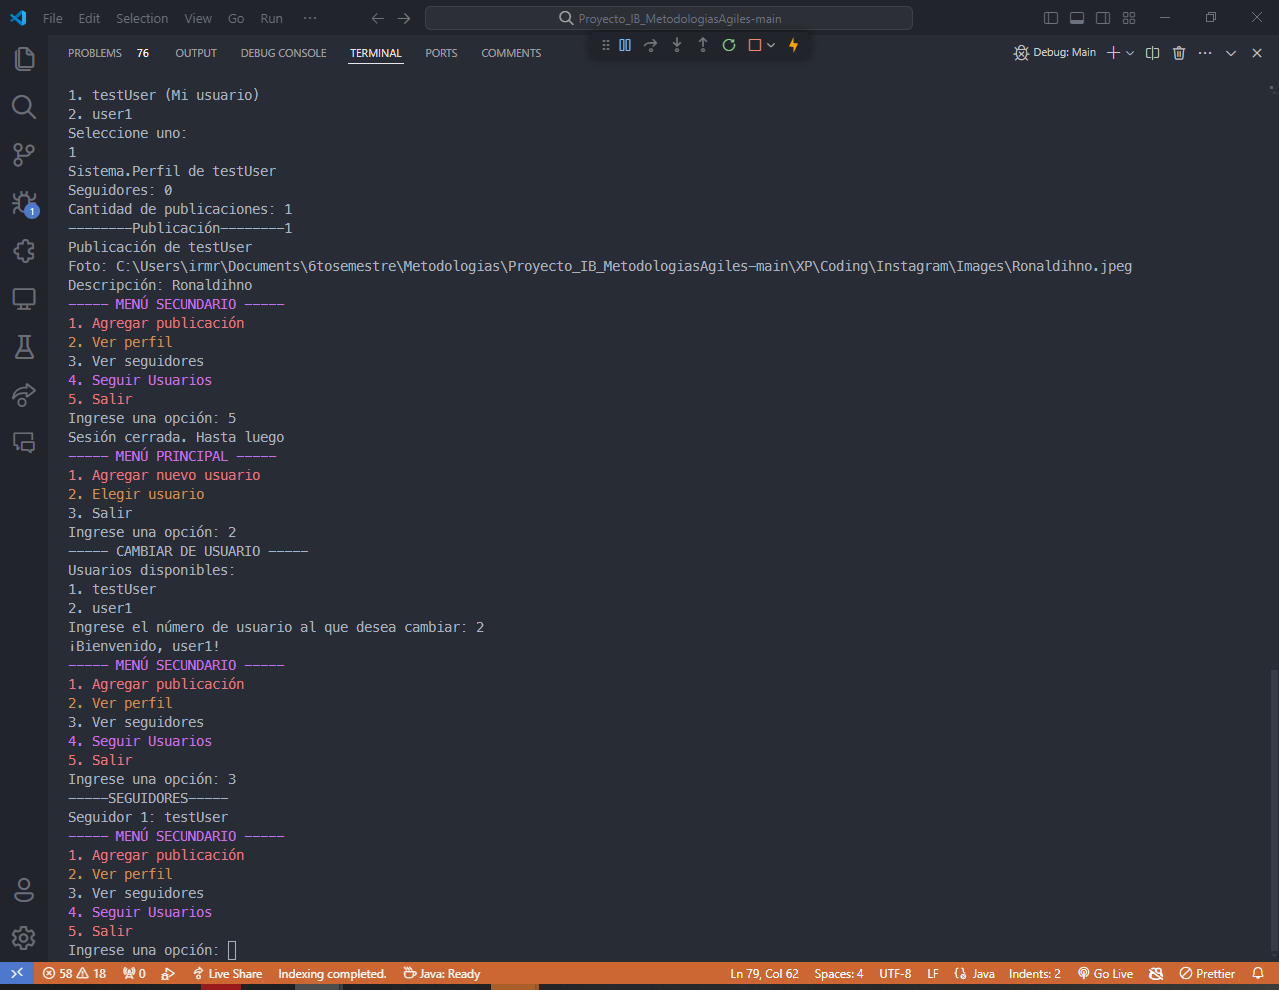 File Edit Selection View Go Run ··· Proyecto_IB_MetodologiasAgiles-main
PROBLEMS 76 OUTPUT DEBUG CONSOLE TERMINAL PORTS COMMENTS Debug: Main
1. testUser (Mi usuario)
2. user1
Seleccione uno:
1
Sistema.Perfil de testUser
Seguidores: 0
Cantidad de publicaciones: 1
--------Publicación--------1
Publicación de testUser
Foto: C:\Users\irmr\Documents\6tosemestre\Metodologias\Proyecto_IB_MetodologiasAgiles-main\XP\Coding\Instagram\Images\Ronaldihno.jpeg
Descripción: Ronaldihno
----- MENÚ SECUNDARIO -----
1. Agregar publicación
2. Ver perfil
3. Ver seguidores
4. Seguir Usuarios
5. Salir
Ingrese una opción: 5
Sesión cerrada. Hasta luego
----- MENÚ PRINCIPAL -----
1. Agregar nuevo usuario
2. Elegir usuario
3. Salir
Ingrese una opción: 2
----- CAMBIAR DE USUARIO -----
Usuarios disponibles:
1. testUser
2. user1
Ingrese el número de usuario al que desea cambiar: 2
¡Bienvenido, user1!
----- MENÚ SECUNDARIO -----
1. Agregar publicación
2. Ver perfil
3. Ver seguidores
4. Seguir Usuarios
5. Salir
Ingrese una opción: 3
-----SEGUIDORES-----
Seguidor 1: testUser
----- MENÚ SECUNDARIO -----
1. Agregar publicación
2. Ver perfil
3. Ver seguidores
4. Seguir Usuarios
5. Salir
Ingrese una opción:
1
58 18 0 Live Share Indexing completed. Java: Ready Ln 79, Col 62 Spaces: 4 UTF-8 LF Java Indents: 2 Go Live Prettier